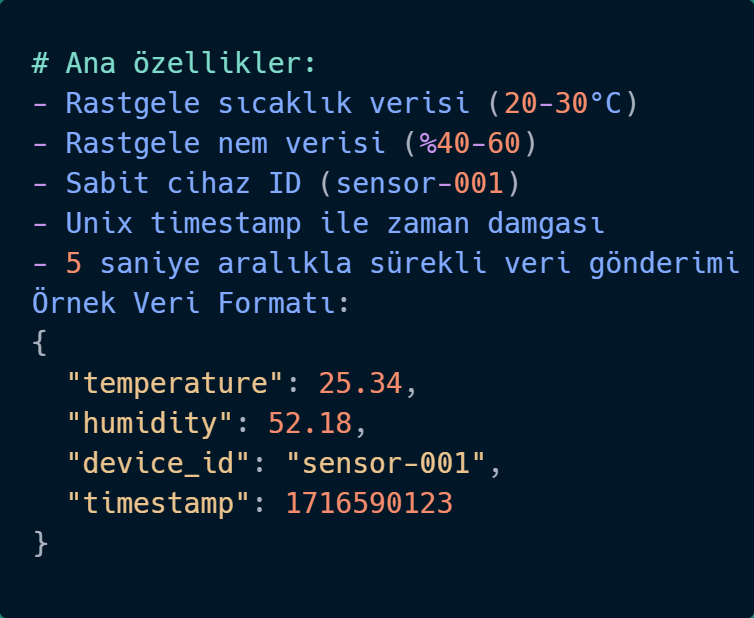 # Ana özellikler:
- Rastgele sıcaklık verisi (20-30°C)
- Rastgele nem verisi (%40-60)
- Sabit cihaz ID (sensor-001)
- Unix timestamp ile zaman damgası
- 5 saniye aralıkla sürekli veri gönderimi
Örnek Veri Formatı:
{
  "temperature": 25.34,
  "humidity": 52.18,
  "device_id": "sensor-001",
  "timestamp": 1716590123
}